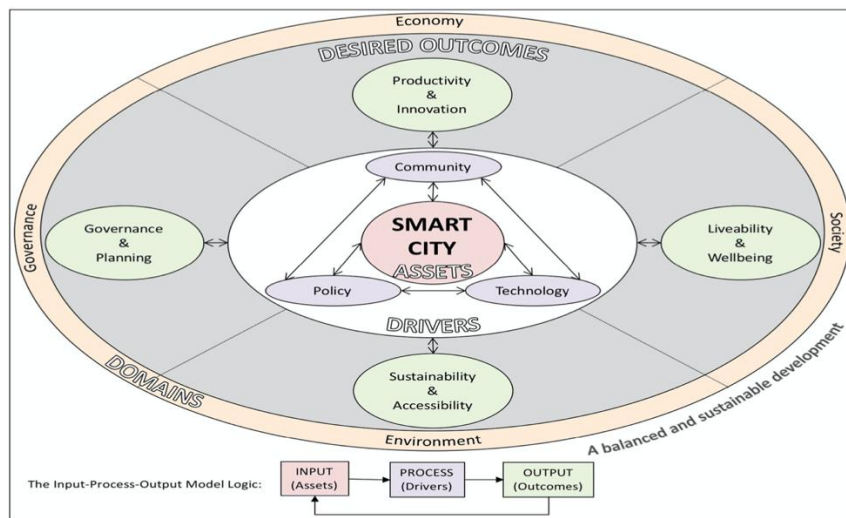 Economy
DESIRED OUTCOMES
Productivity
&
Innovation
Community
Governance
Governance
&
Planning
SMART
CITY
ASSETS
Liveability
&
Wellbeing
Society
Policy
Technology
DRIVERS
DOMAINS
Sustainability
&
Accessibility
Environment
A balanced and sustainable development
The Input-Process-Output Model Logic:
INPUT
(Assets)
PROCESS
(Drivers)
OUTPUT
(Outcomes)